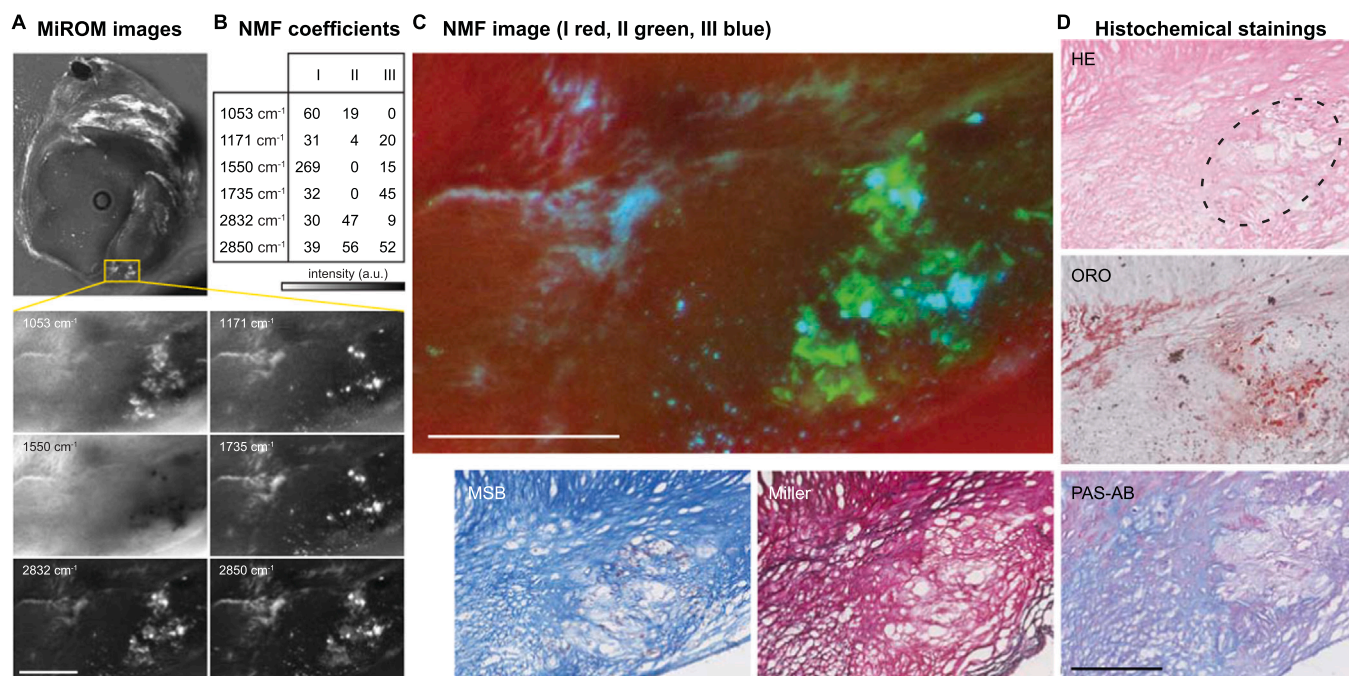 A MiROM images
B NMF coefficients
I II III
1053 cm⁻¹ 60 19 0
1171 cm⁻¹ 31 4 20
1550 cm⁻¹ 269 0 15
1735 cm⁻¹ 32 0 45
2832 cm⁻¹ 30 47 9
2850 cm⁻¹ 39 56 52
intensity (a.u.)
1053 cm⁻¹
1171 cm⁻¹
1550 cm⁻¹
1735 cm⁻¹
2832 cm⁻¹
2850 cm⁻¹
C NMF image (I red, II green, III blue)
MSB
Miller
D Histochemical stainings
HE
ORO
PAS-AB